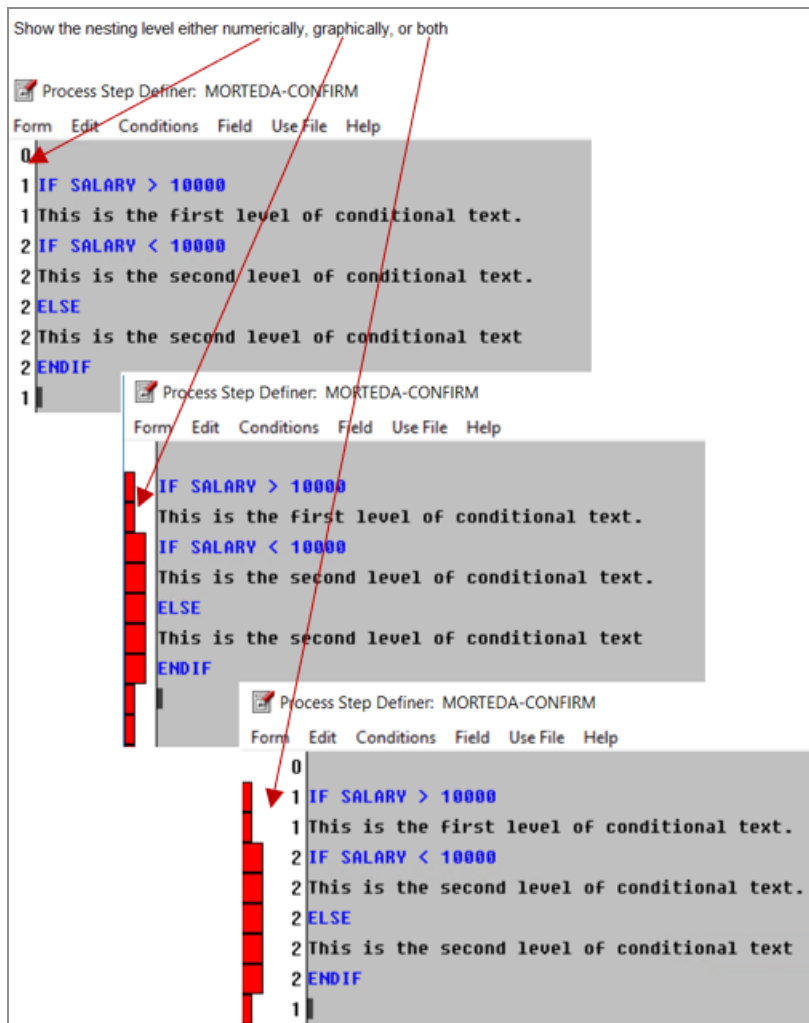 Show the nesting level either numerically, graphically, or both
Process Step Definer: MORTEDA-CONFIRM
Form Edit Conditions Field Use File Help
0
1 IF SALARY > 10000
1 This is the first level of conditional text.
2 IF SALARY < 10000
2 This is the second level of conditional text.
2 ELSE
2 This is the second level of conditional text
2 ENDIF
1
Process Step Definer: MORTEDA-CONFIRM
Form Edit Conditions Field Use File Help
IF SALARY > 10000
This is the first level of conditional text.
IF SALARY < 10000
This is the second level of conditional text.
ELSE
This is the second level of conditional text
ENDIF
Process Step Definer: MORTEDA-CONFIRM
Form Edit Conditions Field Use File Help
0
1 IF SALARY > 10000
1 This is the first level of conditional text.
2 IF SALARY < 10000
2 This is the second level of conditional text.
2 ELSE
2 This is the second level of conditional text
2 ENDIF
1